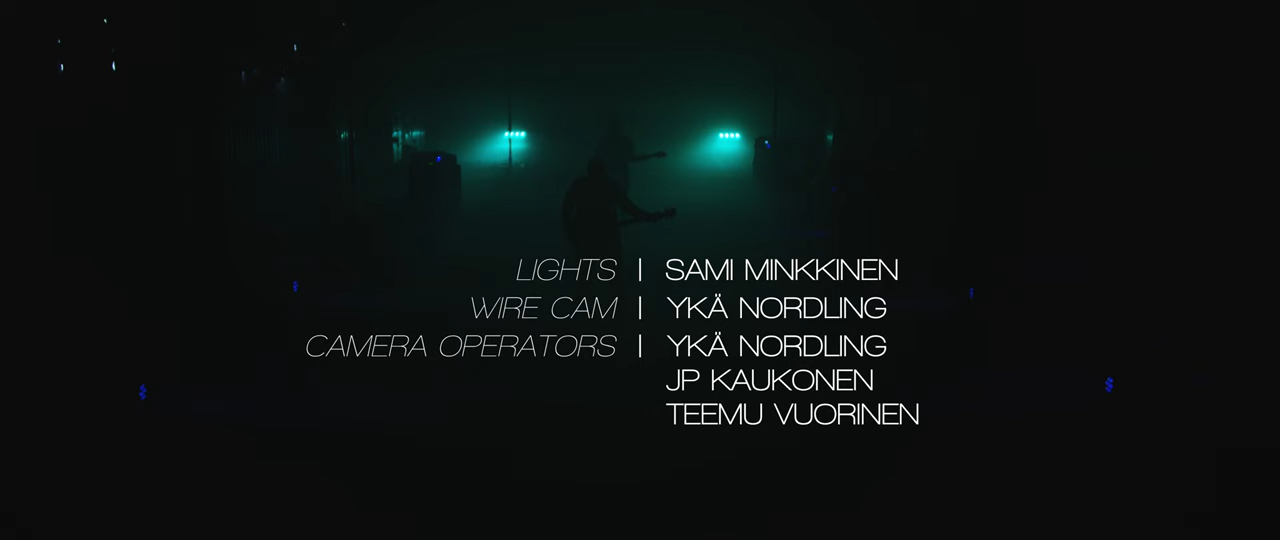 LIGHTS | SAMI MINKKINEN
WIRE CAM | YKÄ NORDLING
CAMERA OPERATORS | YKÄ NORDLING
JP KAUKONEN
TEEMU VUORINEN